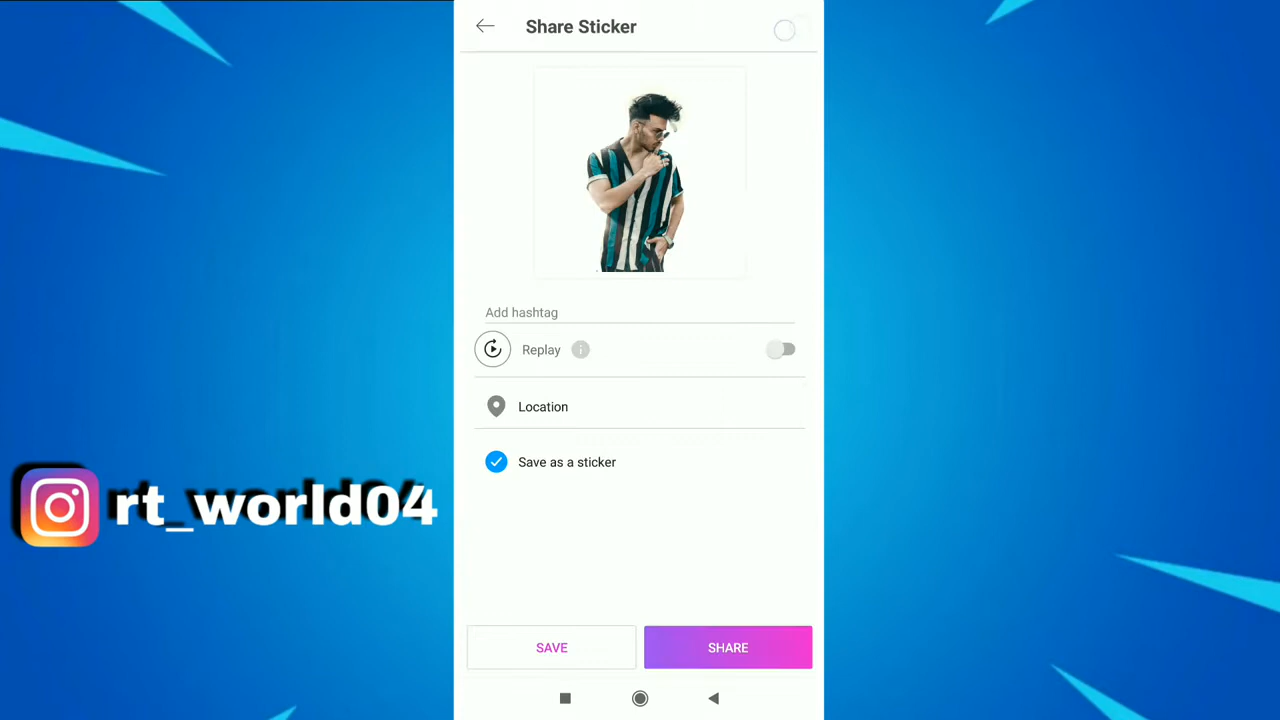 Share Sticker
Add hashtag
Replay
Location
Save as a sticker
rt_world04
SAVE
SHARE